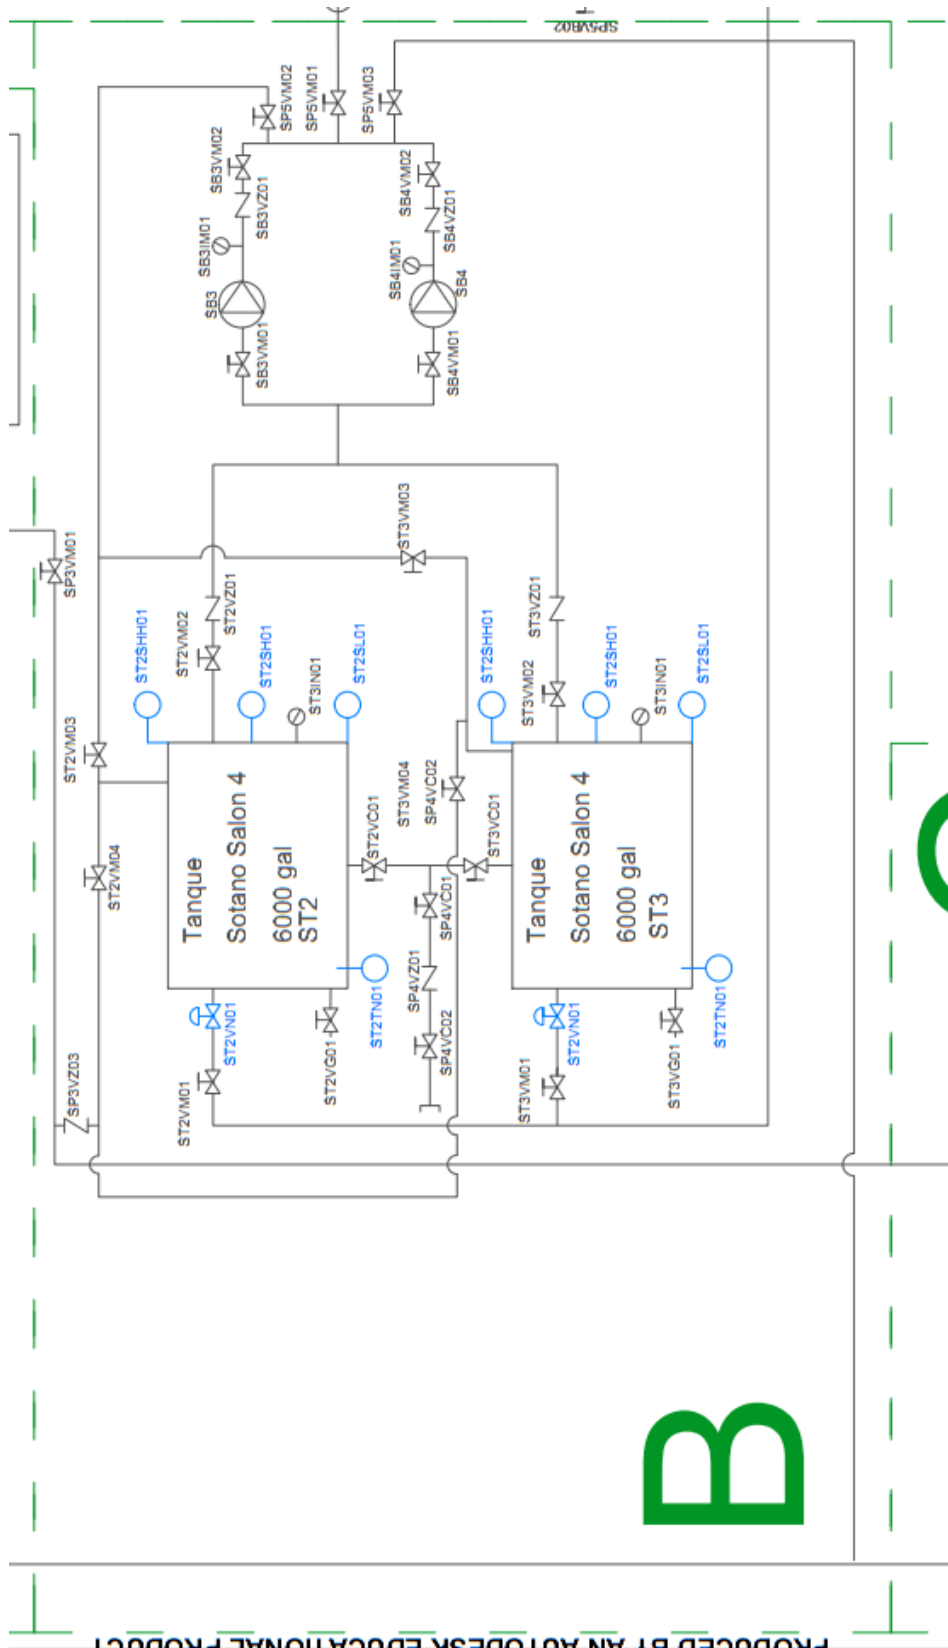 SP5VB02
SP5VM02
SP5VM01
SP5VM03
SB3VM02
SB3VZ01
SB4VM02
SB4VZ01
SB3IM01
SB3
SB4IM01
SB4
SB3VM01
SB4VM01
SP3VM01
ST3VM03
ST2SHH01
ST2VM02
ST2VZ01
ST2SH01
ST3IN01
ST2SL01
ST2SHH01
ST3VM02
ST3VZ01
ST2SH01
ST3IN01
ST2SL01
ST2VM03
ST2VM04
Tanque
Sotano Salon 4
6000 gal
ST2
ST2VC01
ST3VM04
SP4VC02
ST3VC01
Tanque
Sotano Salon 4
6000 gal
ST3
SP4VC01
SP4VZ01
SP4VC02
SP3VZ03
ST2VM01
ST2VN01
ST2VG01
ST2TN01
ST3VM01
ST2VN01
ST3VG01
ST2TN01
B
PRODUCED BY AN AUTODESK EDUCATIONAL PRODUCT